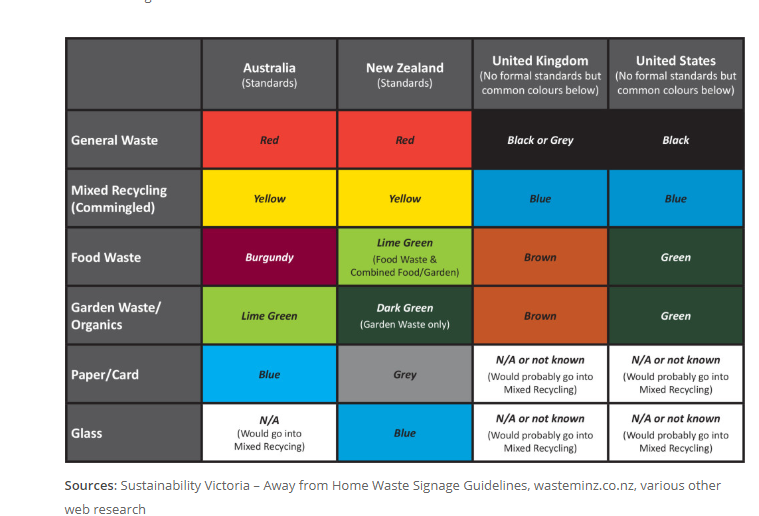 Australia
(Standards)
New Zealand
(Standards)
United Kingdom
(No formal standards but
common colours below)
United States
(No formal standards but
common colours below)
General Waste
Red
Red
Black or Grey
Black
Mixed Recycling
(Commingled)
Yellow
Yellow
Blue
Blue
Food Waste
Burgundy
Lime Green
(Food Waste &
Combined Food/Garden)
Brown
Green
Garden Waste/
Organics
Lime Green
Dark Green
(Garden Waste only)
Brown
Green
Paper/Card
Blue
Grey
N/A or not known
(Would probably go into
Mixed Recycling)
N/A or not known
(Would probably go into
Mixed Recycling)
Glass
N/A
(Would go into
Mixed Recycing)
Blue
N/A or not known
(Would probably go into
Mixed Recycling)
N/A or not known
(Would probably go into
Mixed Recycling)
Sources: Sustainability Victoria – Away from Home Waste Signage Guidelines, wasteminz.co.nz, various other
web research